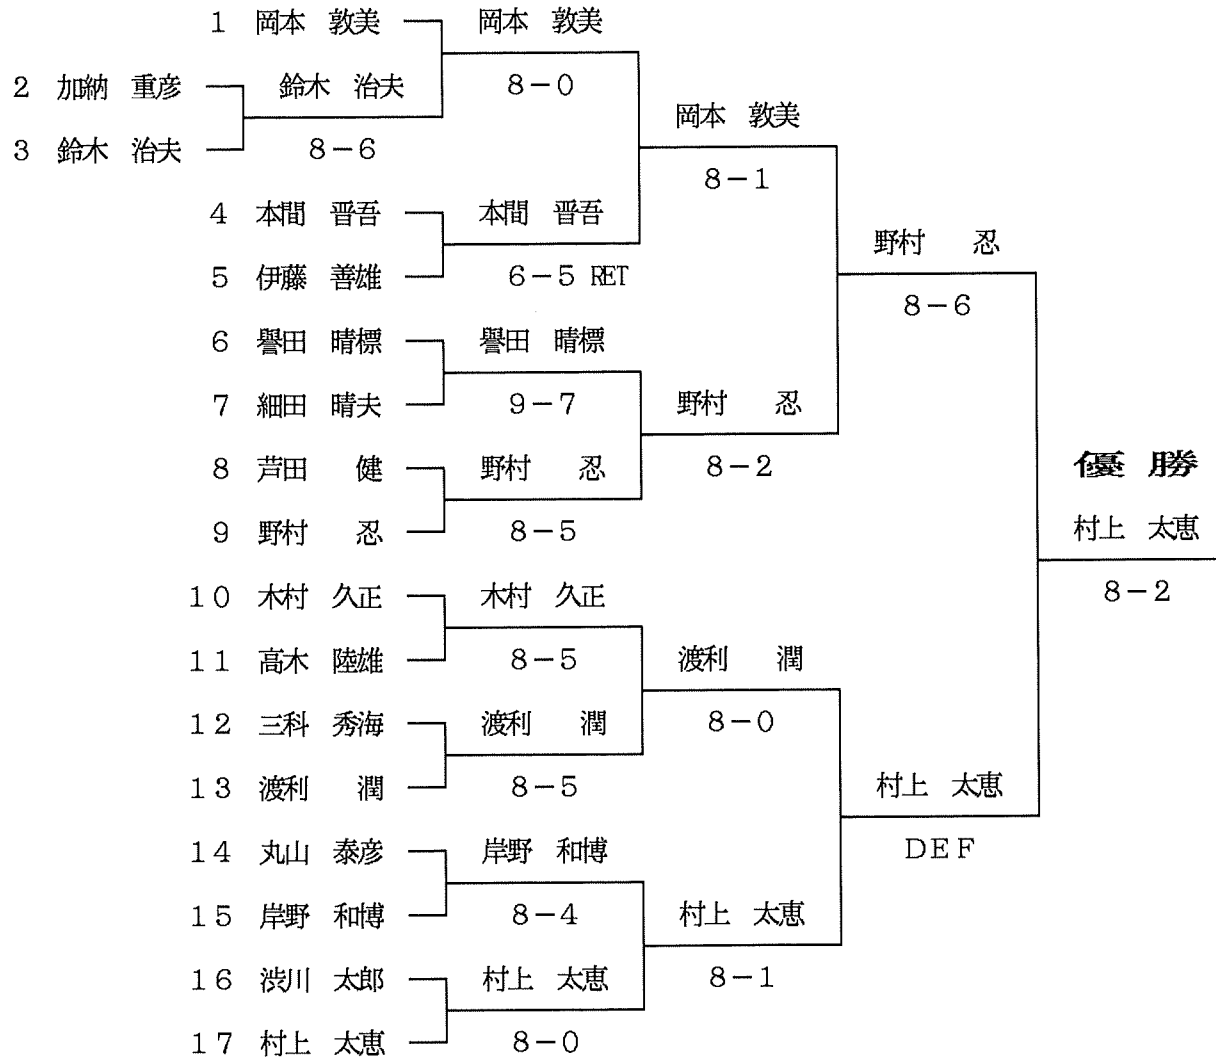 1 岡本 敦美 岡本 敦美
2 加納 重彦 鈴木 治夫 8-0
岡本 敦美
3 鈴木 治夫 8-6
8-1
4 本間 晋吾 本間 晋吾
野村 忍
5 伊藤 善雄 6-5 RET
8-6
6 譽田 晴標 譽田 晴標
7 細田 晴夫 9-7 野村 忍
8 芦田 健 野村 忍 8-2 優勝
9 野村 忍 8-5 村上 太恵
10 木村 久正 木村 久正 8-2
11 高木 陸雄 8-5 渡利 潤
12 三科 秀海 渡利 潤 8-0
13 渡利 潤 8-5 村上 太恵
14 丸山 泰彦 岸野 和博 DEF
15 岸野 和博 8-4 村上 太恵
16 渋川 太郎 村上 太恵 8-1
17 村上 太恵 8-0